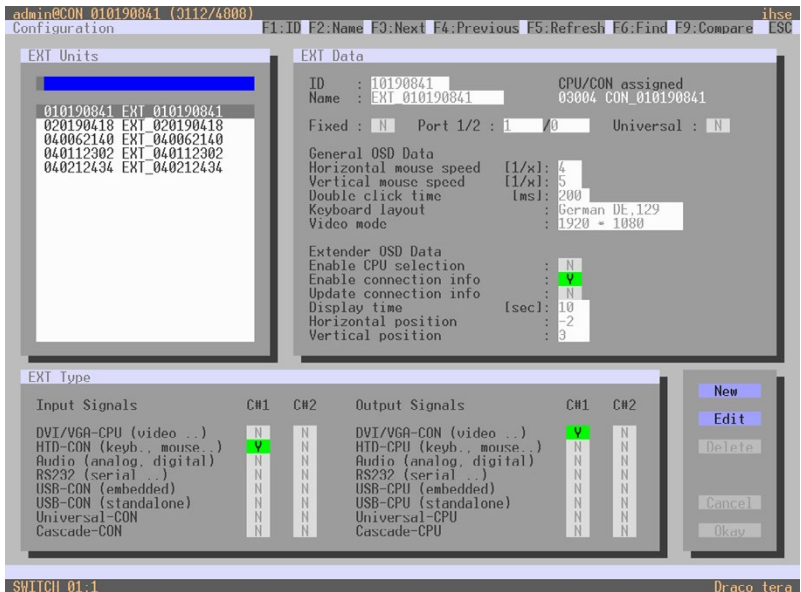 admin@CON_010190841 (3112/4808) ihse
Configuration F1:ID F2:Name F3:Next F4:Previous F5:Refresh F6:Find F9:Compare ESC
EXT Units
010190841 EXT_010190841
020190418 EXT_020190418
040062140 EXT_040062140
040112302 EXT_040112302
040212434 EXT_040212434
EXT Data
ID : 10190841 CPU/CON assigned
Name : EXT_010190841 03004 CON_010190841
Fixed : N Port 1/2 : 1 /0 Universal : N
General OSD Data
Horizontal mouse speed [1/x]: 4
Vertical mouse speed [1/x]: 5
Double click time [ms]: 200
Keyboard layout : German DE,129
Video mode : 1920 * 1080
Extender OSD Data
Enable CPU selection : N
Enable connection info : Y
Update connection info : N
Display time [sec]: 10
Horizontal position : -2
Vertical position : 3
EXT Type
Input Signals C#1 C#2 Output Signals C#1 C#2
DVI/VGA-CPU (video ..) N N DVI/VGA-CON (video ..) Y N
HID-CON (keyb., mouse..) Y N HID-CPU (keyb., mouse..) N N
Audio (analog, digital) N N Audio (analog, digital) N N
RS232 (serial ..) N N RS232 (serial ..) N N
USB-CON (embedded) N N USB-CPU (embedded) N N
USB-CON (standalone) N N USB-CPU (standalone) N N
Universal-CON N N Universal-CPU N N
Cascade-CON N N Cascade-CPU N N
New
Edit
Delete
Cancel
Okay
SWITCH_01:1 Draco tera